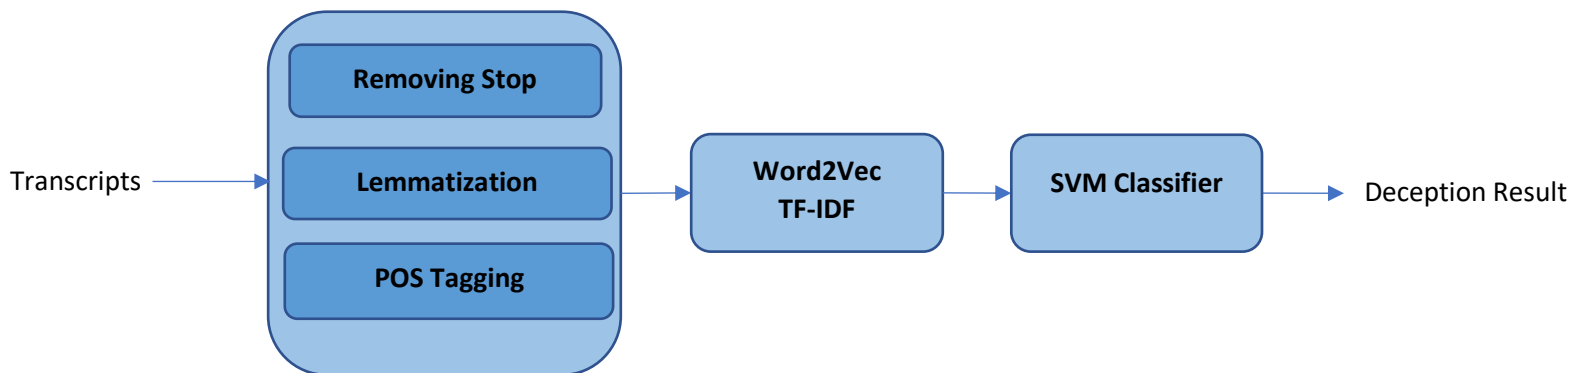 Transcripts
Removing Stop
Lemmatization
POS Tagging
Word2Vec
TF-IDF
SVM Classifier
Deception Result